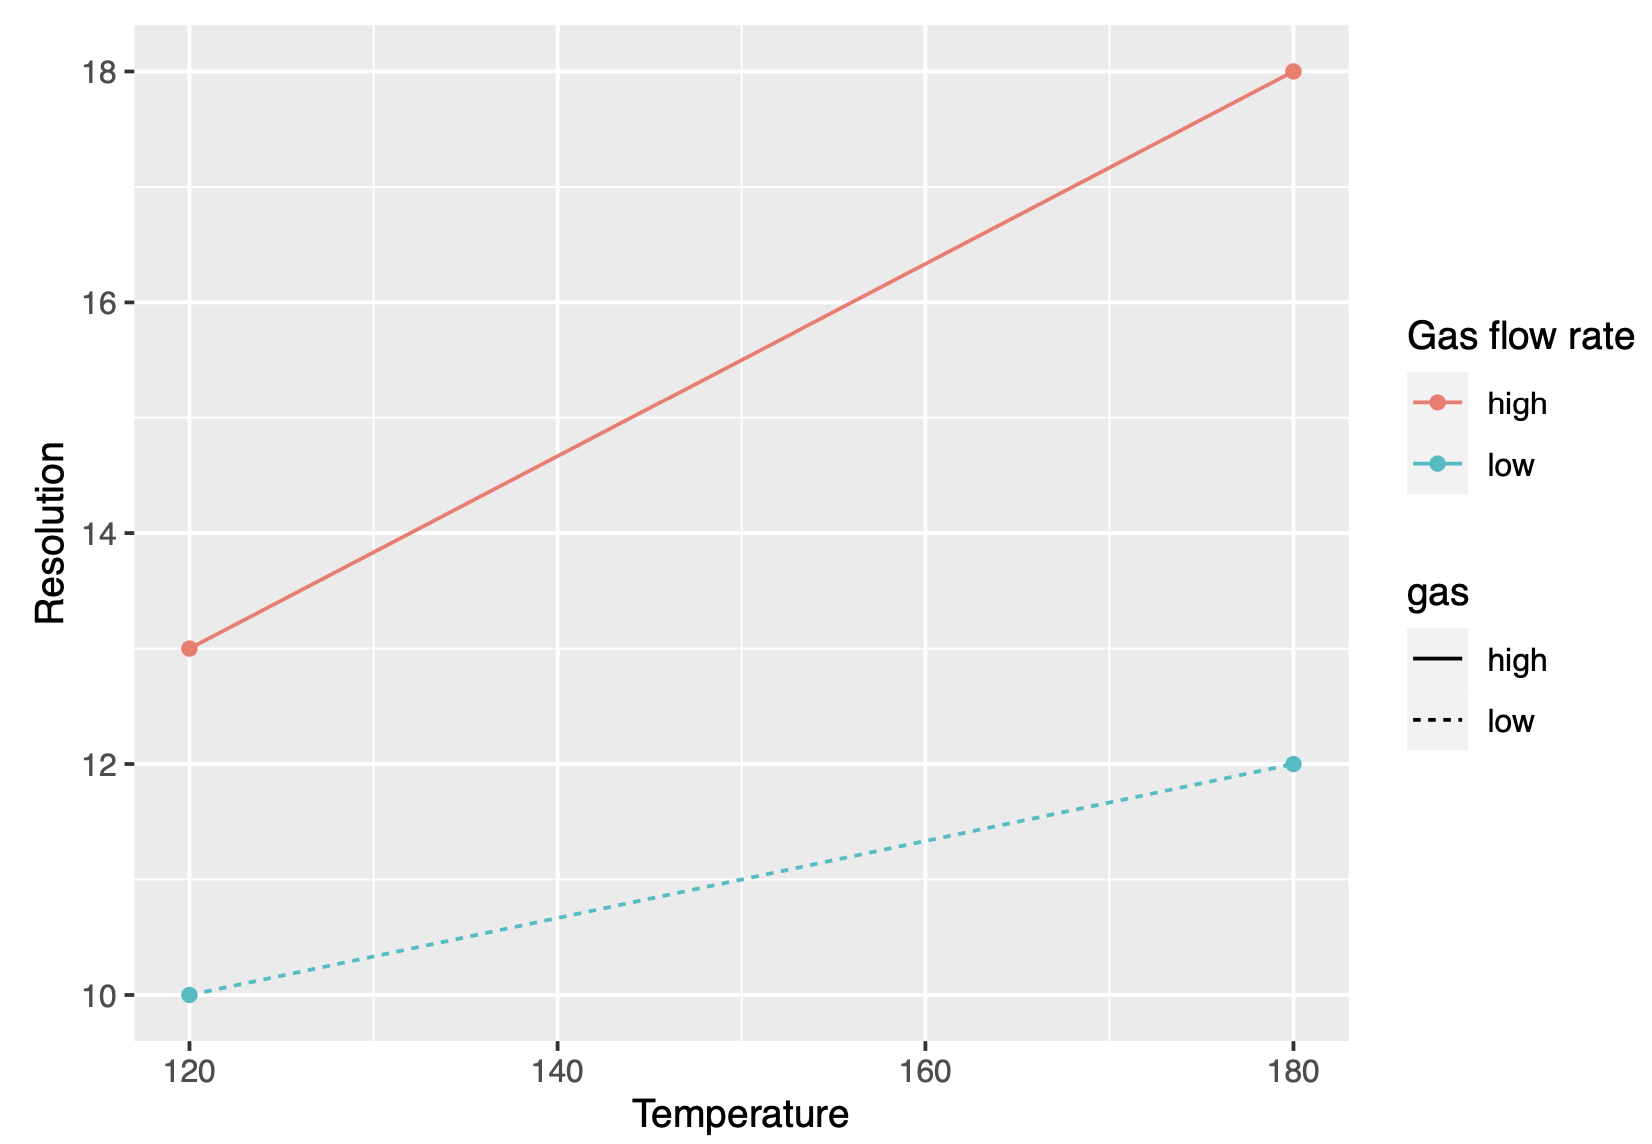 18
16
14
12
10
Resolution
120 140 160 180
Temperature
Gas flow rate
high
low
gas
high
low